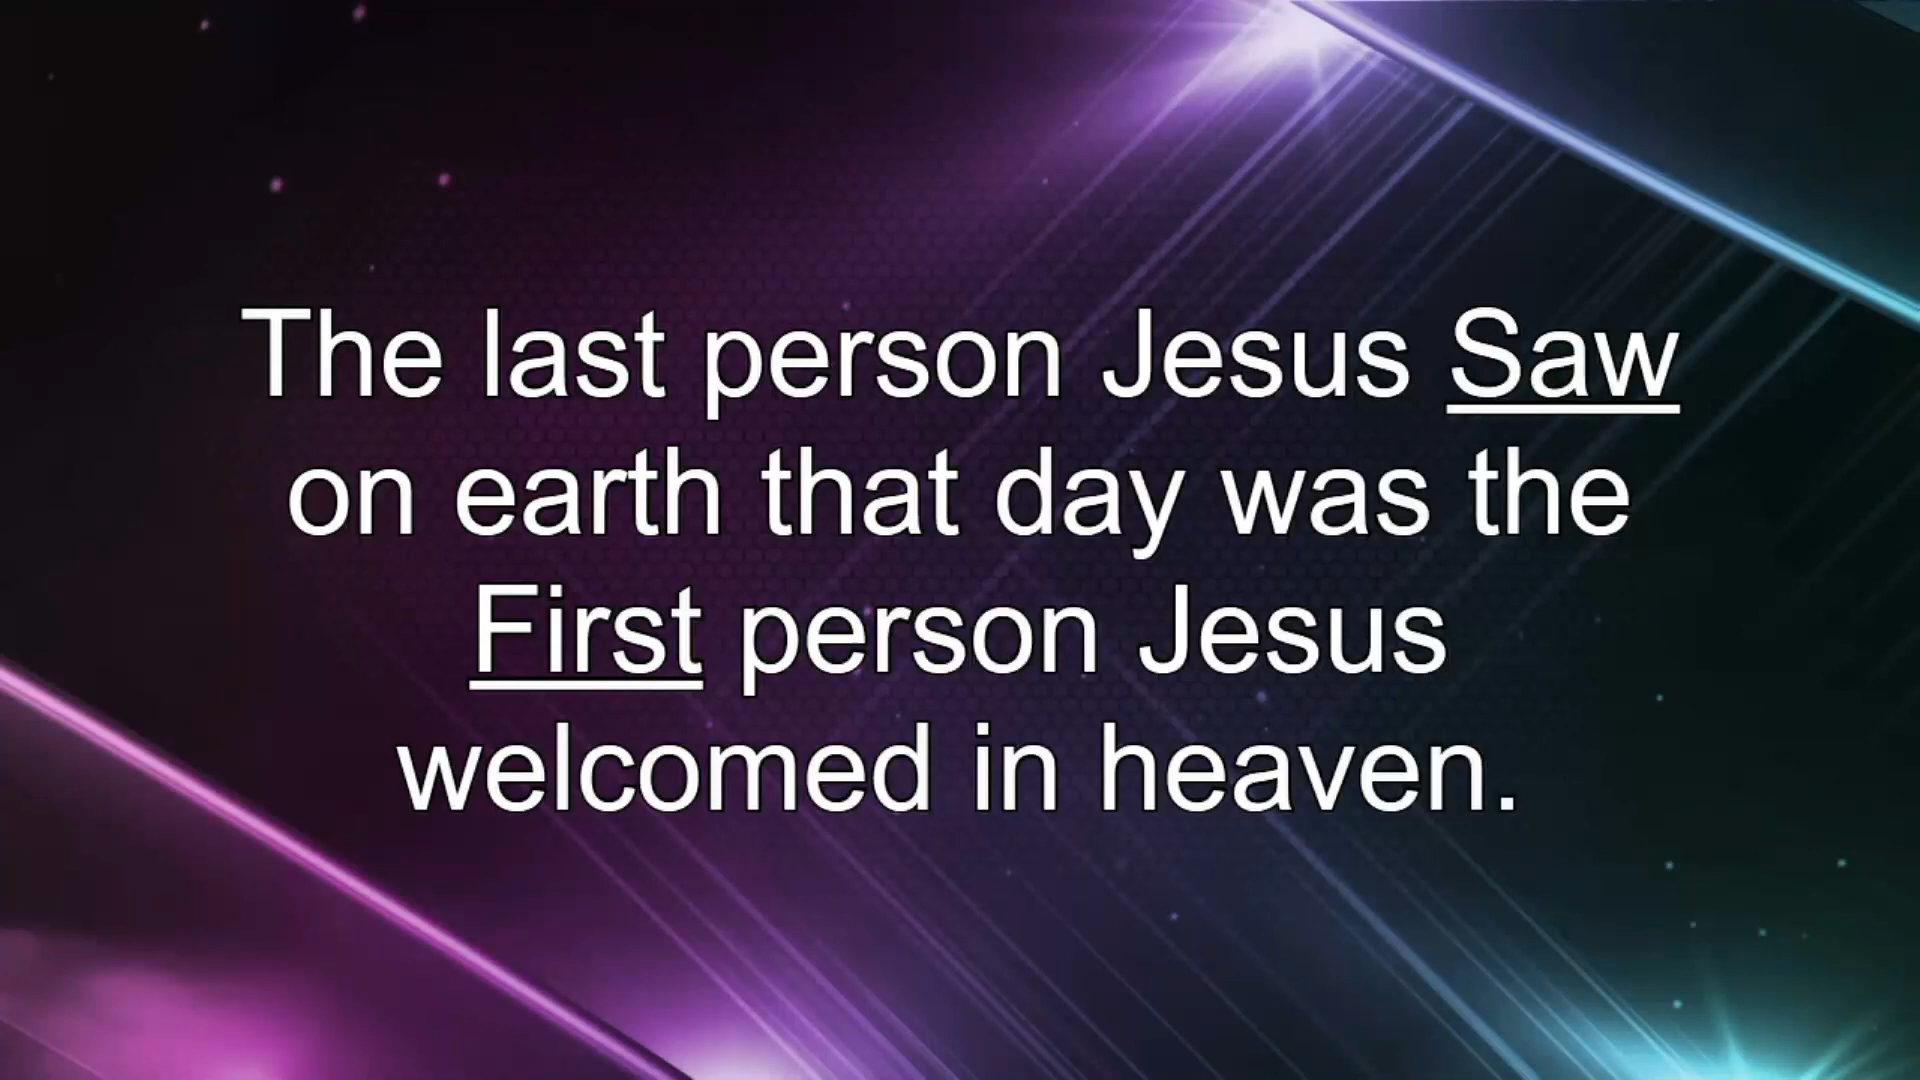 The last person Jesus Saw
on earth that day was the
First person Jesus
welcomed in heaven.